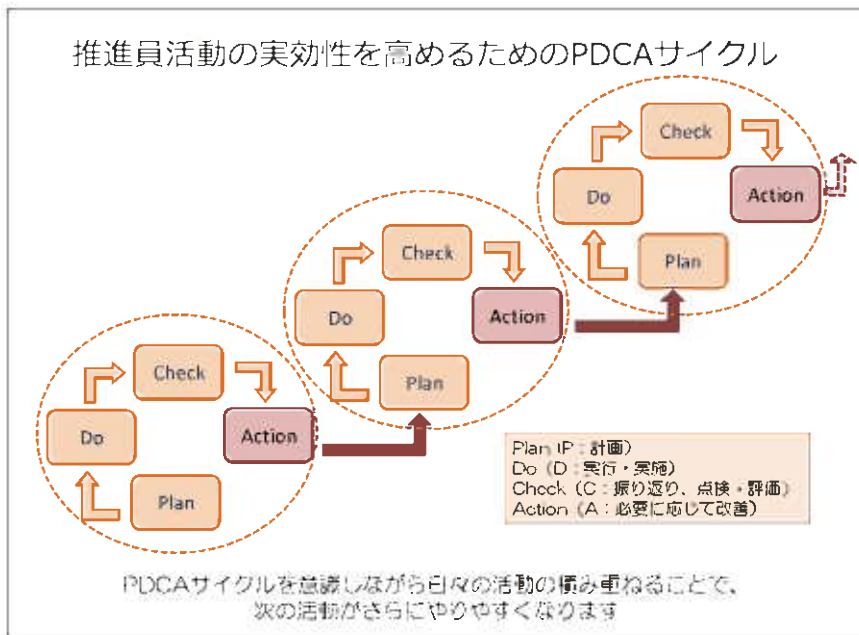 推進員活動の実効性を高めるためのPDCAサイクル
Check
Do
Action
Plan
Check
Do
Action
Plan
Check
Do
Action
Plan
Plan (P：計画)
Do (D：実行・実施)
Check (C：振り返り、点検・評価)
Action (A：必要に応じて改善)
PDCAサイクルを意識しながら日々の活動の積み重ねることで、
次の活動がさらにやりやすくなります